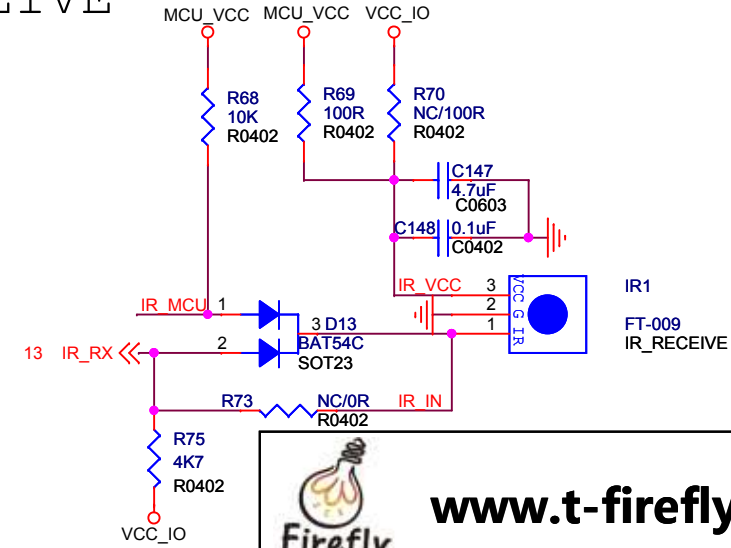 MCU_VCC MCU_VCC VCC_IO
R68
10K
R0402
R69
100R
R0402
R70
NC/100R
R0402
C147
4.7uF
C0603
C148 0.1uF
C0402
IR_VCC 3 VCC
2 G
1 IR
IR1
FT-009
IR_RECEIVE
IR_MCU 1
3 D13
BAT54C
SOT23
13 IR_RX 2
R73 NC/0R IR_IN
R0402
R75
4K7
R0402
VCC_IO
Firefly
www.t-firefly